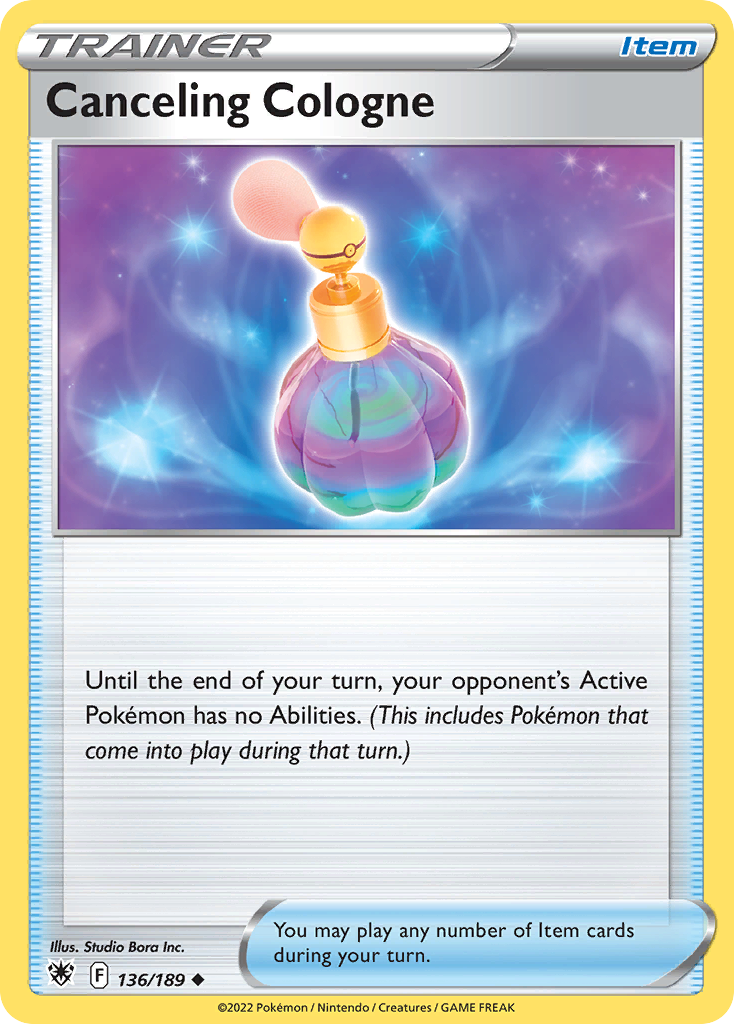 TRAINER
Item
Canceling Cologne
Until the end of your turn, your opponent's Active
Pokémon has no Abilities. (This includes Pokémon that
come into play during that turn.)
You may play any number of Item cards
during your turn.
Illus. Studio Bora Inc.
F 136/189 ◆
©2022 Pokémon / Nintendo / Creatures / GAME FREAK